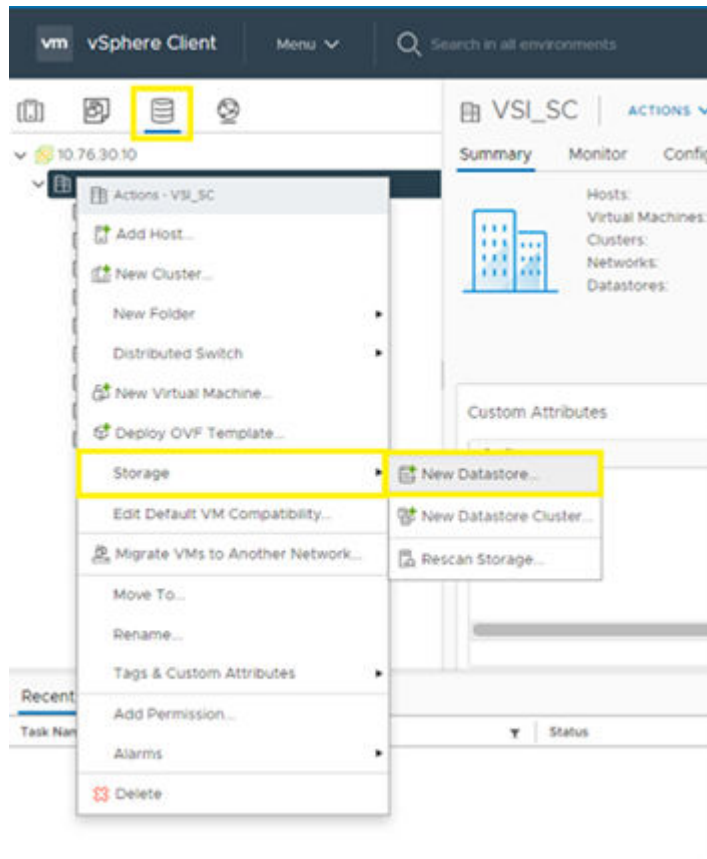 vm vSphere Client Menu Search in all environments
VSI_SC ACTIONS
10.76.30.10
Summary Monitor
Actions - VSI_SC
Hosts:
Virtual Machines:
Clusters:
Networks:
Datastores:
Add Host...
New Cluster...
New Folder
Distributed Switch
New Virtual Machine...
Custom Attributes
Deploy OVF Template...
Storage
New Datastore...
Edit Default VM Compatibility...
New Datastore Cluster...
Migrate VMs to Another Network...
Rescan Storage...
Move To...
Rename...
Tags & Custom Attributes
Recent
Add Permission...
Task Nam Status
Alarms
Delete